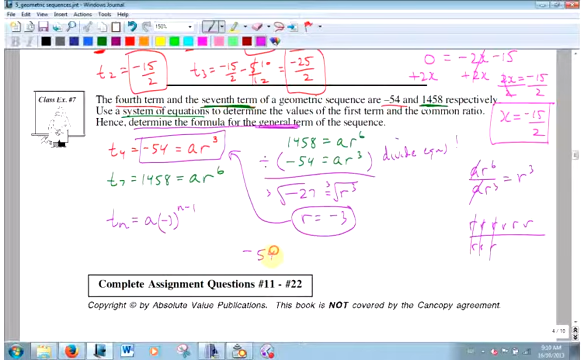 5_geometric sequences.jnt - Windows Journal
File Edit View Insert Actions Tools Help
150%
t₂ = -15/2
t₃ = -15/2 - 10/2 = -25/2
0 = -2x - 15
+2x +2x
2x/2 = -15/2
x = -15/2
Class Ex. #7
The fourth term and the seventh term of a geometric sequence are -54 and 1458 respectively.
Use a system of equations to determine the values of the first term and the common ratio.
Hence, determine the formula for the general term of the sequence.
t₄ = -54 = ar³
t₇ = 1458 = ar⁶
tₙ = a(-3)ⁿ⁻¹
1458 = ar⁶
÷ (-54 = ar³) divide eqns!
³√-27 = ³√r³
r = -3
ar⁶/ar³ = r³
r r r r r r
r r r
-54
Complete Assignment Questions #11 - #22
Copyright © by Absolute Value Publications. This book is NOT covered by the Cancopy agreement.
4 / 10
9:10 AM